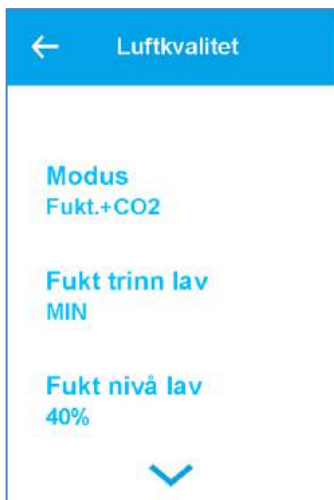 Luftkvalitet
Modus
Fukt.+CO2
Fukt trinn lav
MIN
Fukt nivå lav
40%